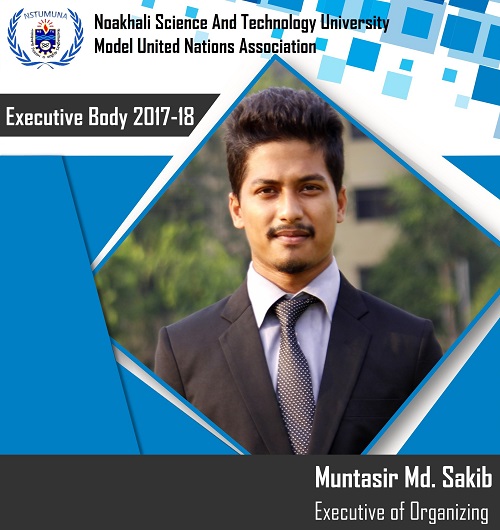 NSTUMUNA
Noakhali Science And Technology University
Model United Nations Association
Executive Body 2017-18
Muntasir Md. Sakib
Executive of Organizing